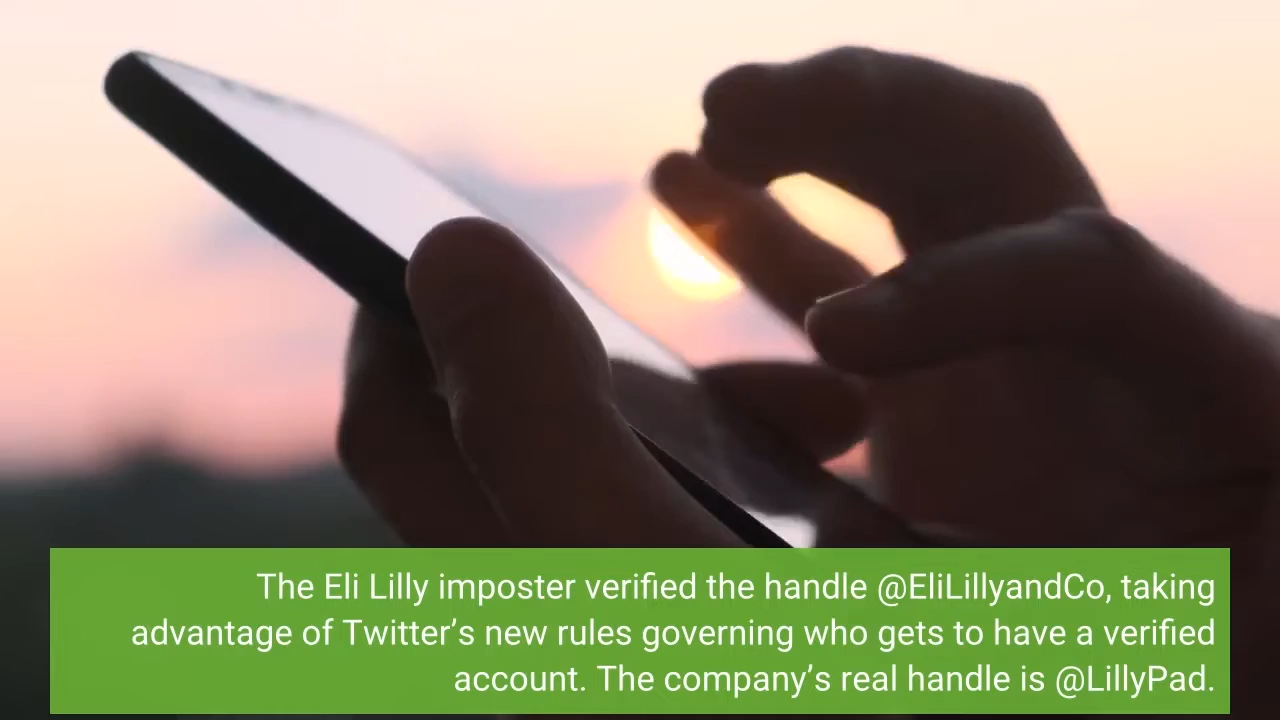 The Eli Lilly imposter verified the handle @EliLillyandCo, taking
advantage of Twitter’s new rules governing who gets to have a verified
account. The company’s real handle is @LillyPad.